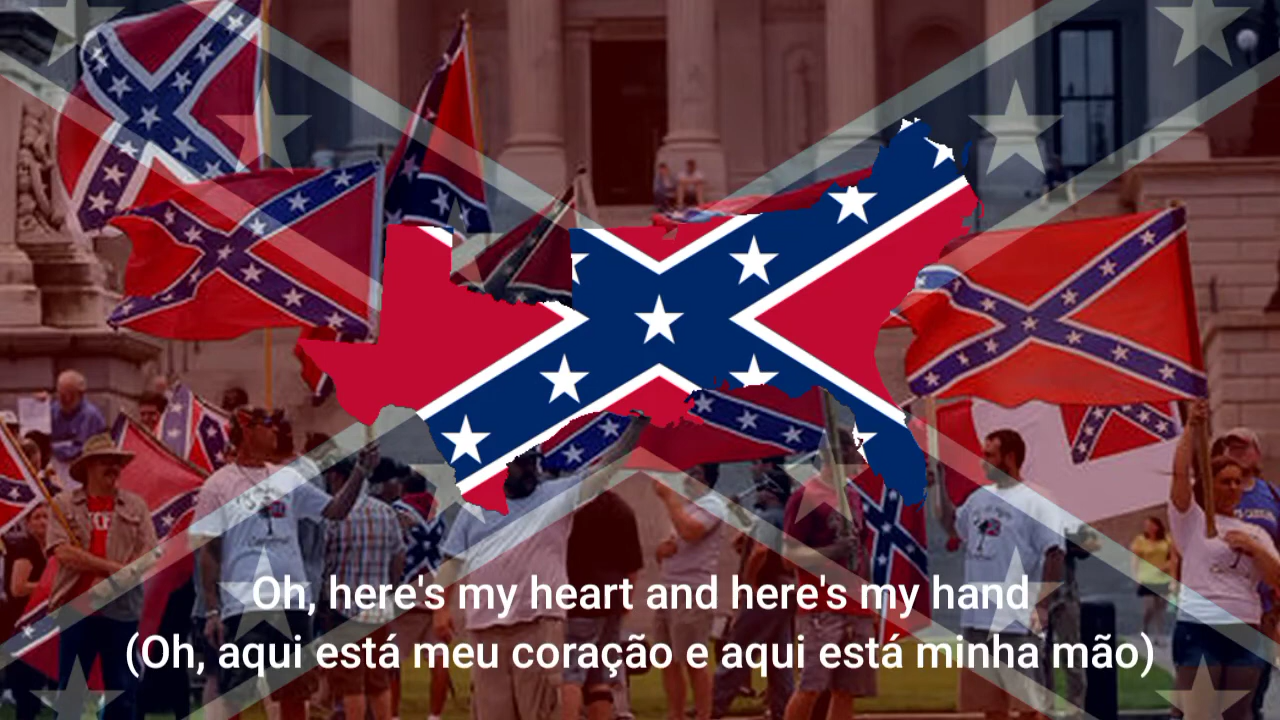 Oh, here's my heart and here's my hand
(Oh, aqui está meu coração e aqui está minha mão)